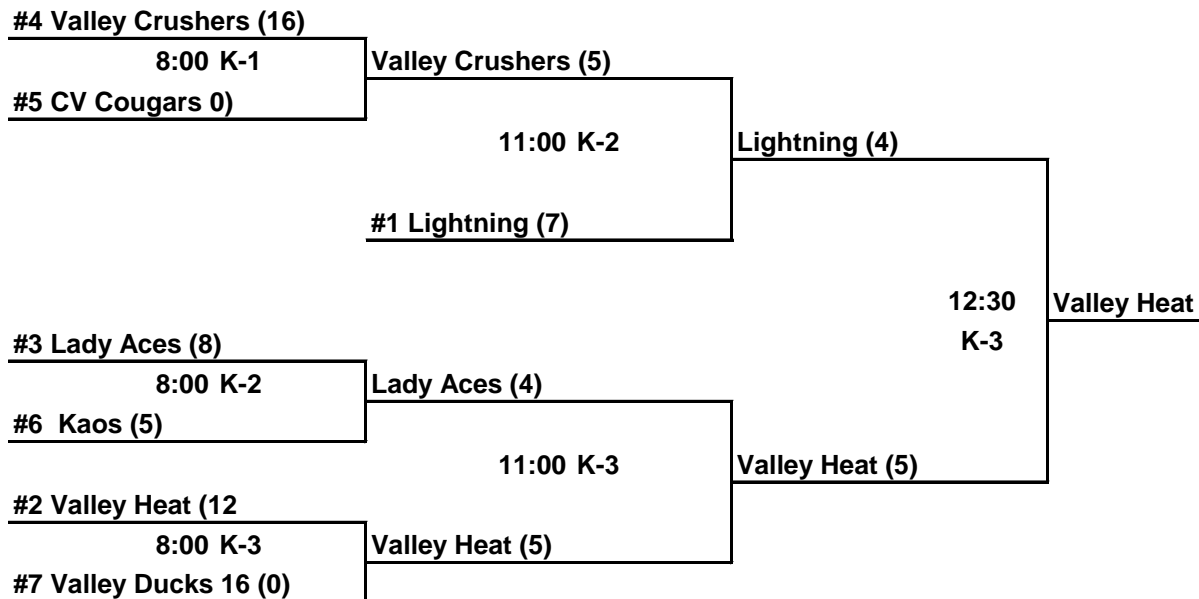 #4 Valley Crushers (16)
8:00 K-1
Valley Crushers (5)
#5 CV Cougars 0)
11:00 K-2
Lightning (4)
#1 Lightning (7)
12:30
Valley Heat
K-3
#3 Lady Aces (8)
8:00 K-2
Lady Aces (4)
#6  Kaos (5)
11:00 K-3
Valley Heat (5)
#2 Valley Heat (12
8:00 K-3
Valley Heat (5)
#7 Valley Ducks 16 (0)